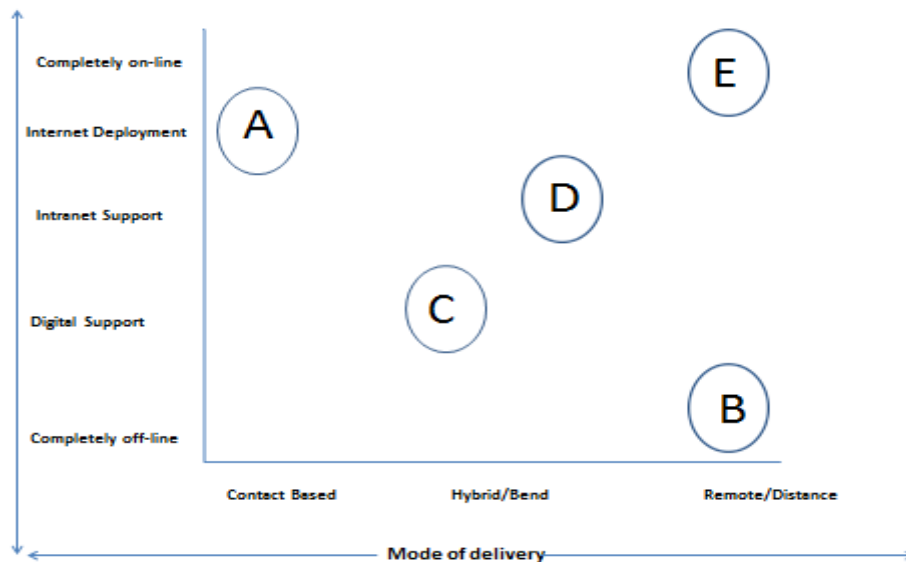 Completely on-line
E
A
Internet Deployment
D
Intranet Support
C
Digital Support
B
Completely off-line
Contact Based
Hybrid/Bend
Remote/Distance
Mode of delivery